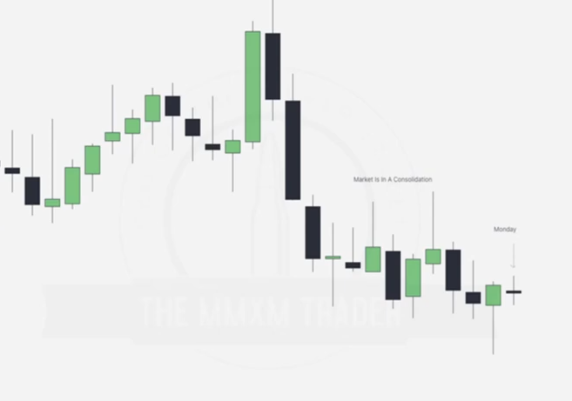 Market Is In A Consolidation
Monday
THE MMXM TRADER